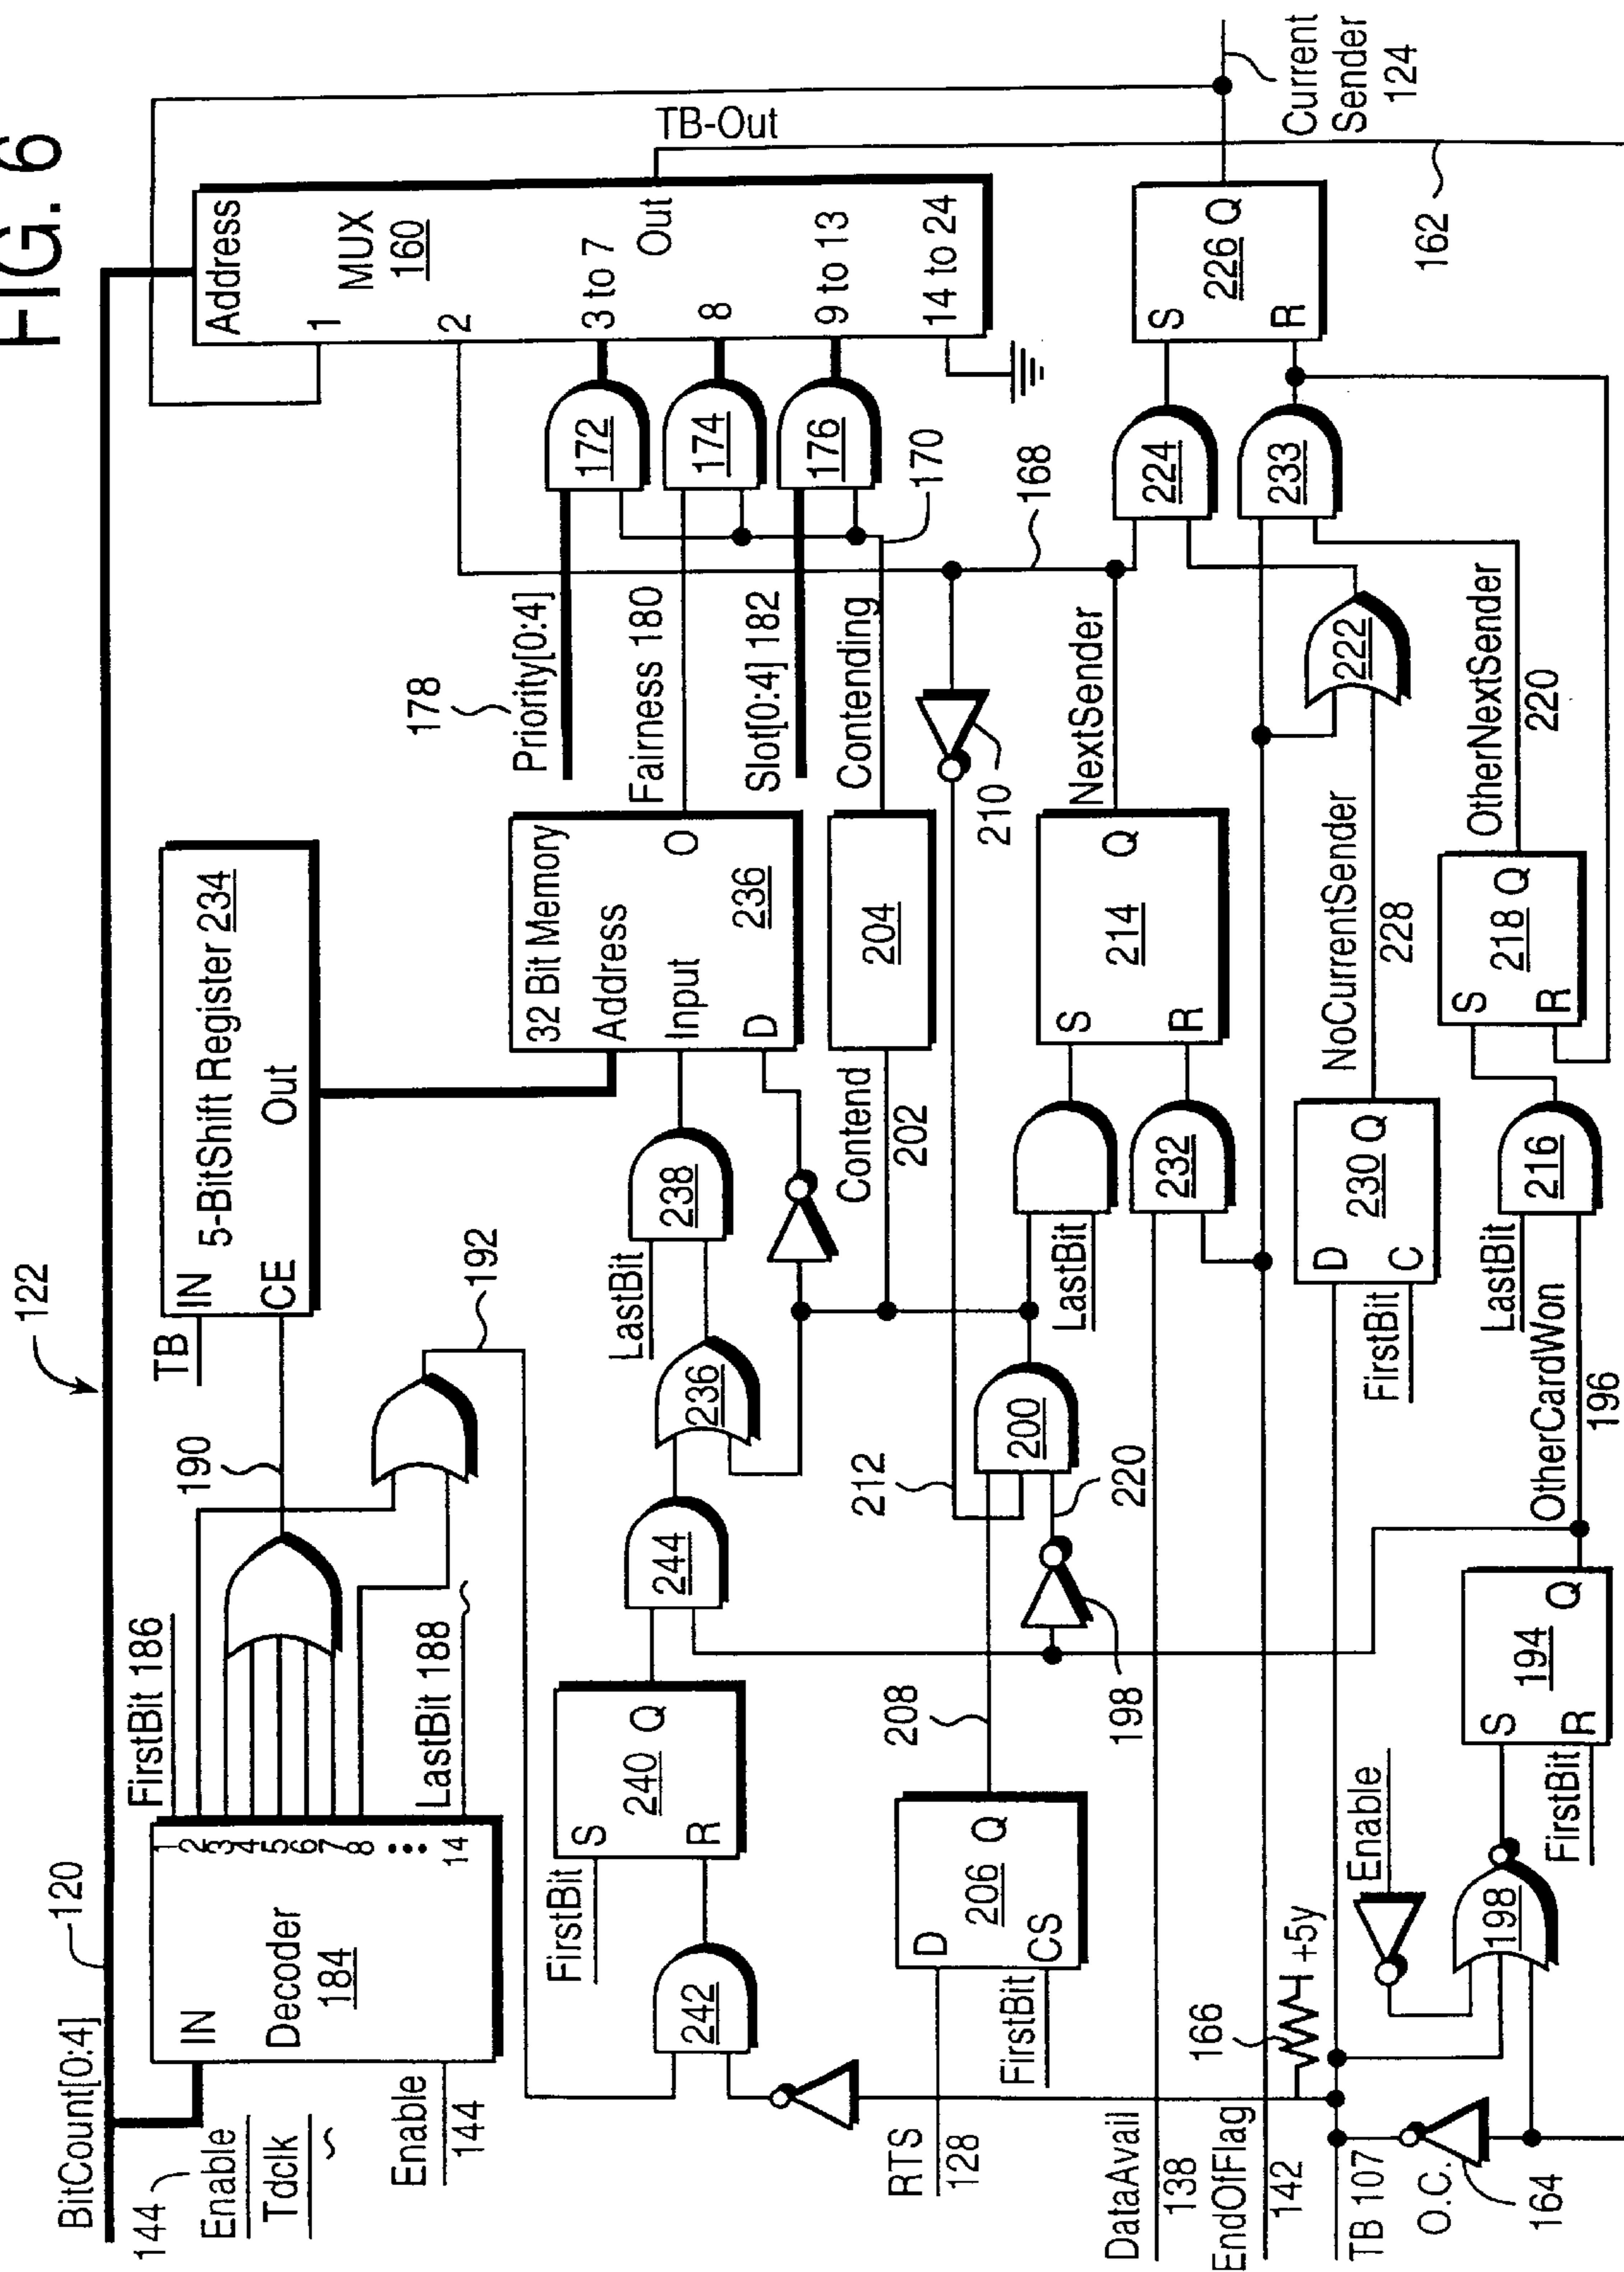 FIG. 6
122
BitCount[0:4]
120
144
Enable
Tdclk
Enable
144
IN
Decoder
184
1
2
3
4
5
6
7
8
14
FirstBit 186
LastBit 188
190
192
TB
IN
CE
5-BitShift Register 234
Out
Address
MUX
160
1
2
3 to 7
8
9 to 13
14 to 24
Out
TB-Out
172
174
176
178
Priority[0:4]
Fairness 180
Slot[0:4] 182
Contending
170
168
32 Bit Memory
Address
Input
D
O
236
204
Contend
202
LastBit
238
236
244
FirstBit
S
R
Q
240
242
RTS
128
FirstBit
D
CS
Q
206
208
212
200
220
198
210
LastBit
232
S
R
Q
214
NextSender
224
233
222
S
R
Q
226
Current
Sender
124
162
DataAvail
138
EndOfFlag
142
TB 107
O.C.
164
166
+5y
Enable
198
FirstBit
S
R
Q
194
OtherCardWon
196
LastBit
216
FirstBit
D
C
Q
230
NoCurrentSender
228
S
R
Q
218
OtherNextSender
220